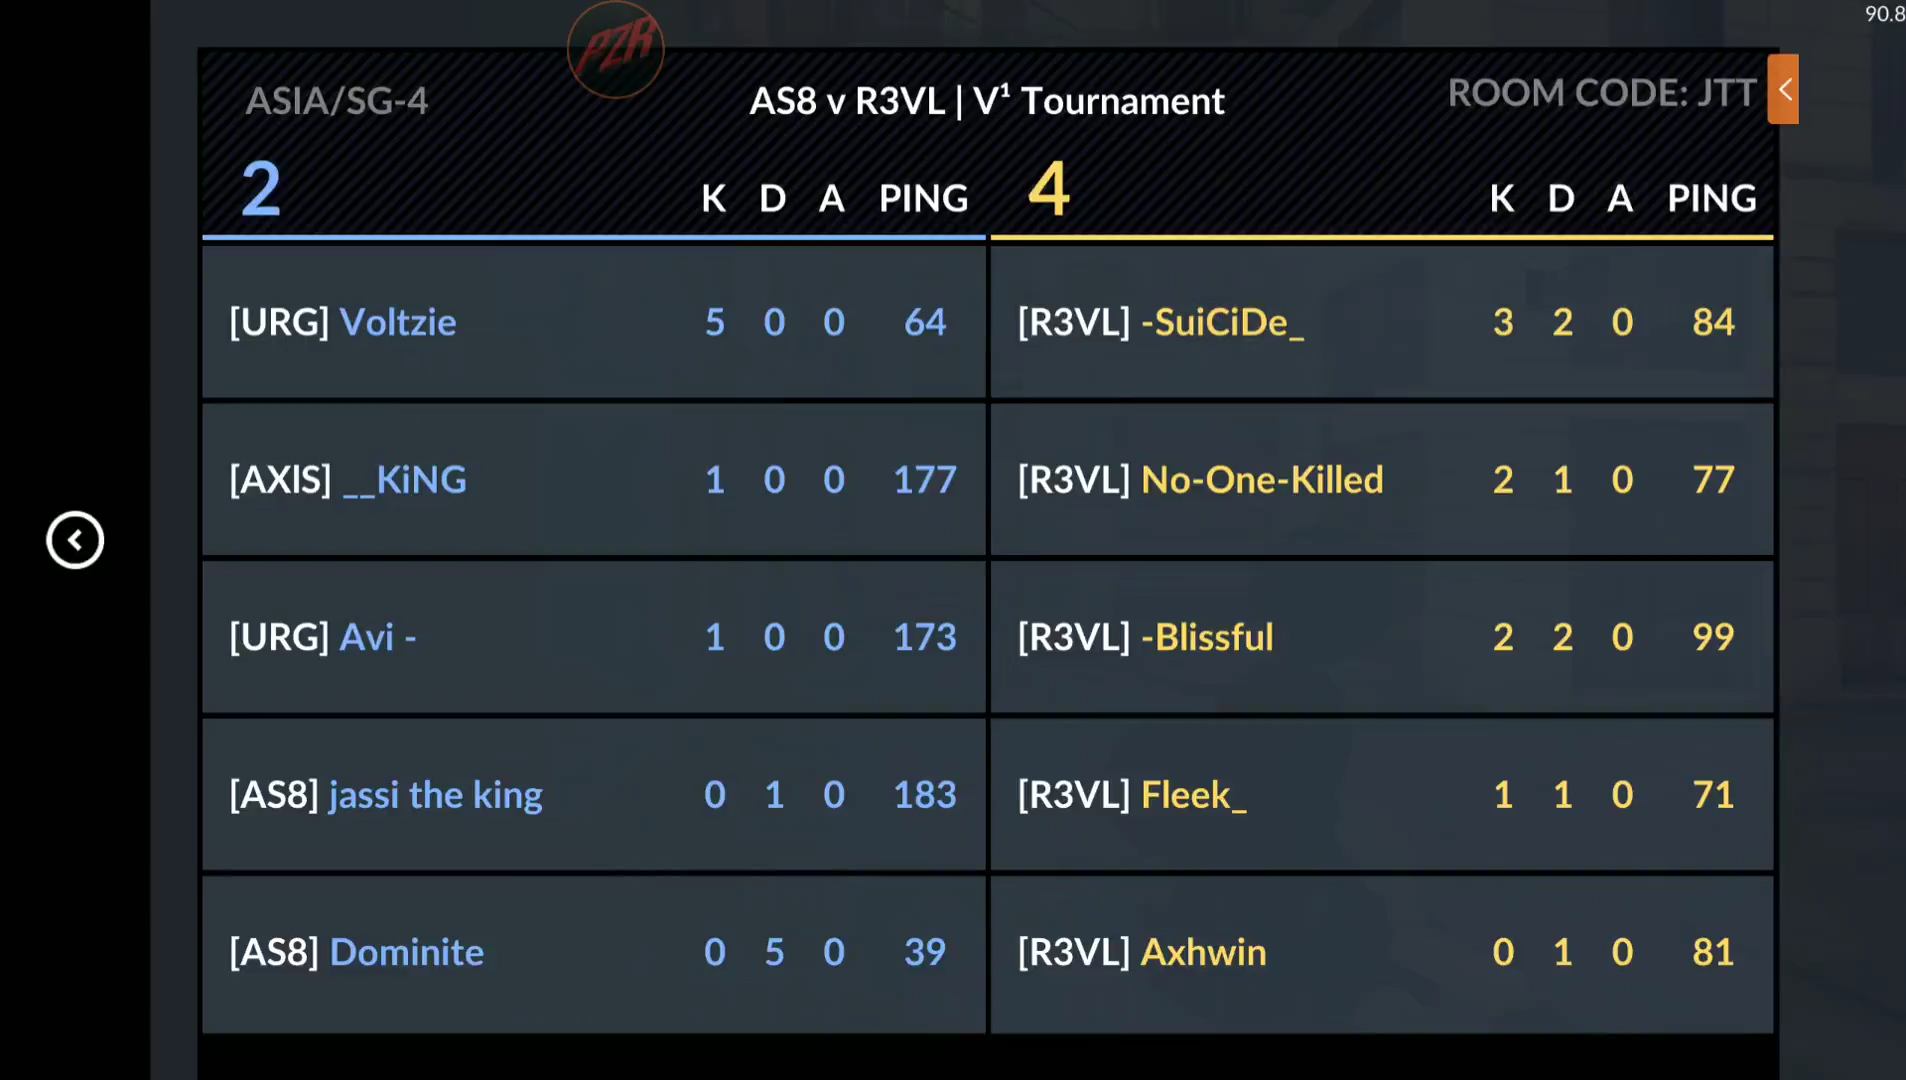 90.8
PZR
ASIA/SG-4
AS8 v R3VL | V¹ Tournament
ROOM CODE: JTT
2 K D A PING 4 K D A PING
[URG] Voltzie 5 0 0 64 [R3VL] -SuiCiDe_ 3 2 0 84
[AXIS] __KiNG 1 0 0 177 [R3VL] No-One-Killed 2 1 0 77
[URG] Avi - 1 0 0 173 [R3VL] -Blissful 2 2 0 99
[AS8] jassi the king 0 1 0 183 [R3VL] Fleek_ 1 1 0 71
[AS8] Dominite 0 5 0 39 [R3VL] Axhwin 0 1 0 81